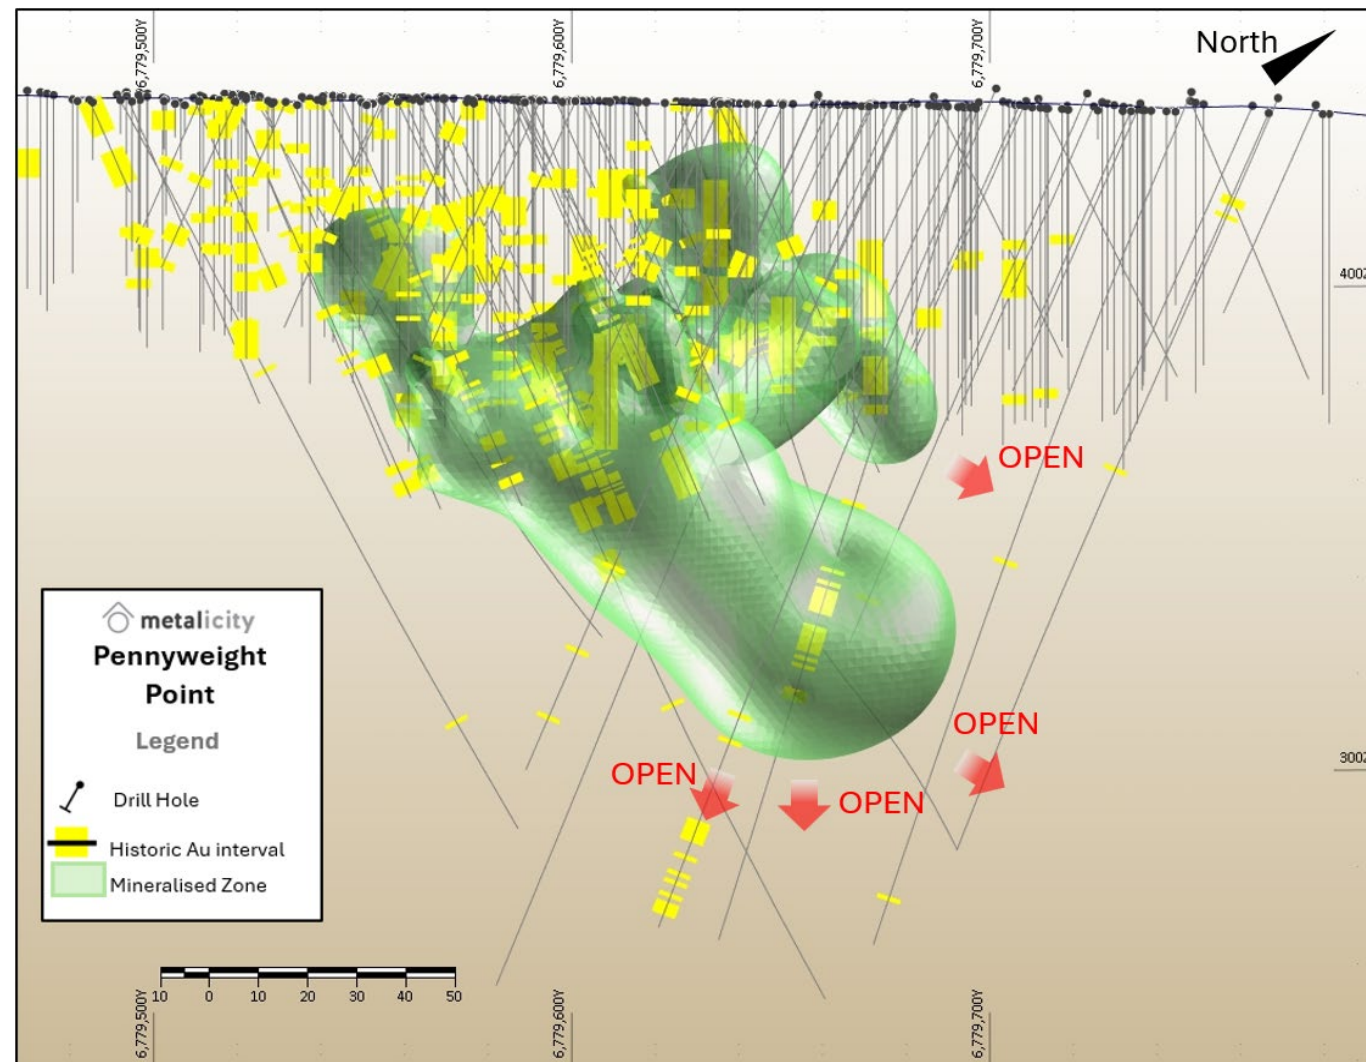 6,779,500Y
6,779,600Y
6,779,700Y
North
400Z
OPEN
metalicity
Pennyweight
Point
Legend
Drill Hole
Historic Au interval
Mineralised Zone
OPEN
300Z
OPEN
OPEN
10 0 10 20 30 40 50
6,779,500Y
6,779,600Y
6,779,700Y